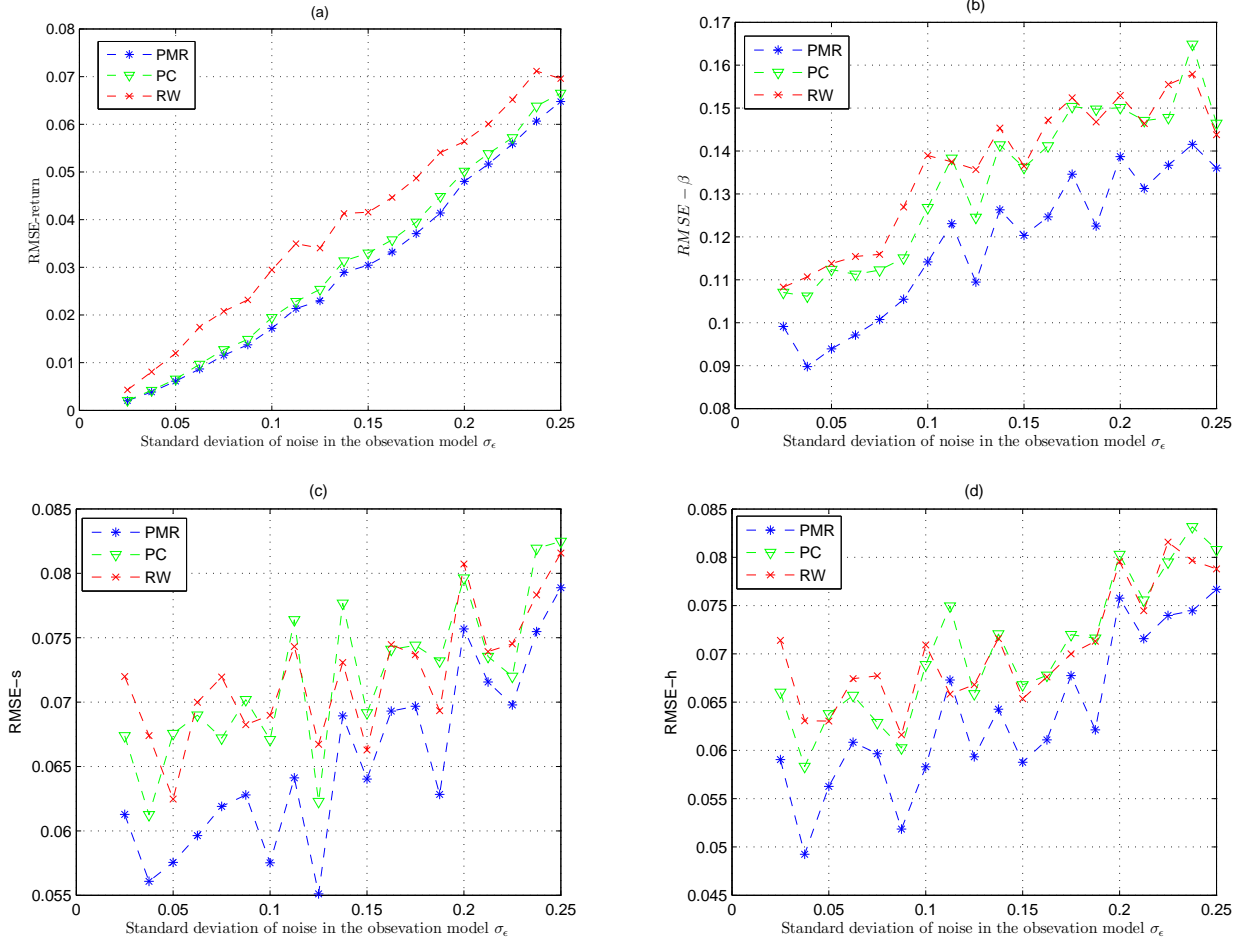 (a)
0.08
0.07
0.06
0.05
0.04
0.03
0.02
0.01
0
RMSE-return
PMR
PC
RW
0 0.05 0.1 0.15 0.2 0.25
Standard deviation of noise in the obsevation model σϵ
(b)
0.17
0.16
0.15
0.14
0.13
0.12
0.11
0.1
0.09
0.08
RMSE − β
PMR
PC
RW
0 0.05 0.1 0.15 0.2 0.25
Standard deviation of noise in the obsevation model σϵ
(c)
0.085
0.08
0.075
0.07
0.065
0.06
0.055
RMSE-s
PMR
PC
RW
0 0.05 0.1 0.15 0.2 0.25
Standard deviation of noise in the obsevation model σϵ
(d)
0.085
0.08
0.075
0.07
0.065
0.06
0.055
0.05
0.045
RMSE-h
PMR
PC
RW
0 0.05 0.1 0.15 0.2 0.25
Standard deviation of noise in the obsevation model σϵ